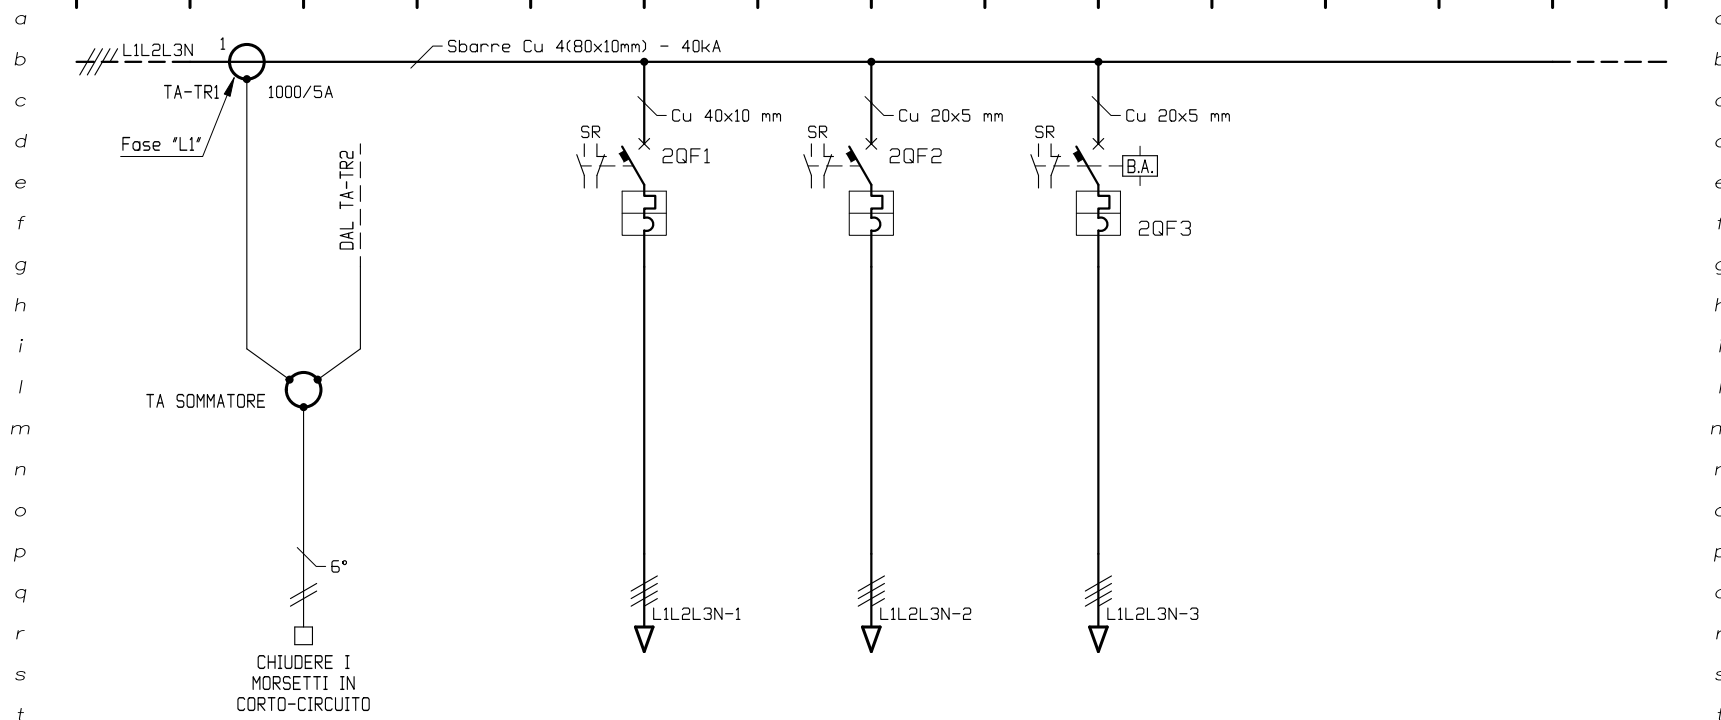 a
b
c
d
e
f
g
h
i
l
m
n
o
p
q
r
s
t
L1L2L3N
1
TA-TR1
1000/5A
Fase "L1"
DAL TA-TR2
TA SOMMATORE
6°
CHIUDERE I
MORSETTI IN
CORTO-CIRCUITO
Sbarre Cu 4(80x10mm) - 40kA
Cu 40x10 mm
SR
2QF1
L1L2L3N-1
Cu 20x5 mm
SR
2QF2
L1L2L3N-2
Cu 20x5 mm
SR
B.A.
2QF3
L1L2L3N-3